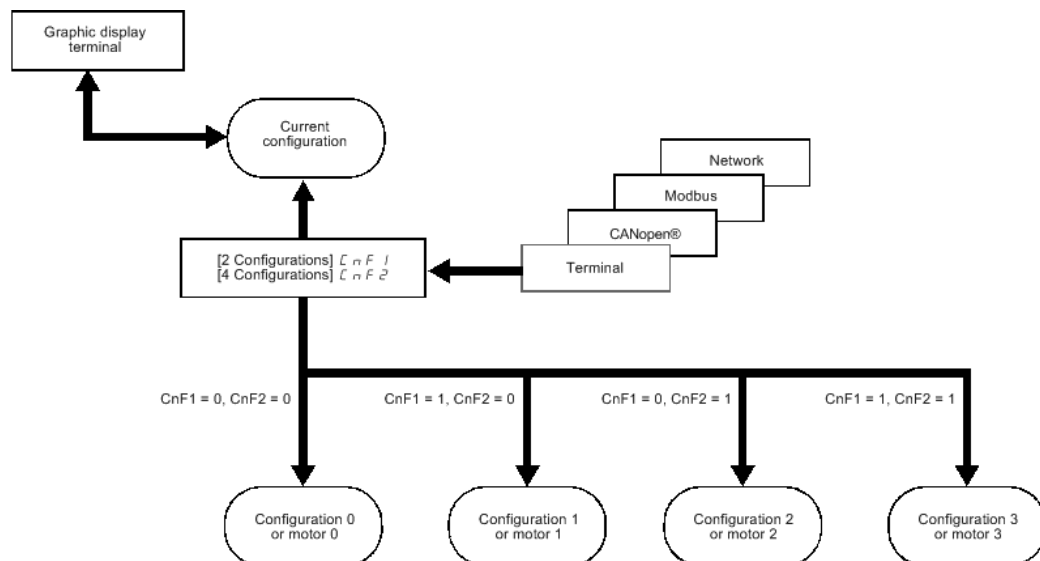 Graphic display
terminal
Current
configuration
Network
Modbus
CANopen®
Terminal
[2 Configurations] CnF1
[4 Configurations] CnF2
CnF1 = 0, CnF2 = 0
CnF1 = 1, CnF2 = 0
CnF1 = 0, CnF2 = 1
CnF1 = 1, CnF2 = 1
Configuration 0
or motor 0
Configuration 1
or motor 1
Configuration 2
or motor 2
Configuration 3
or motor 3